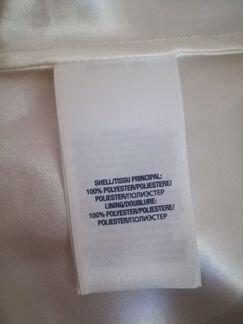 SHELL/TISSU PRINCIPAL:
100% POLYESTER/POLIESTERE/
POLIESTER/ПОЛИЭСТЕР
LINING/DOUBLURE:
100% POLYESTER/POLIESTERE/
POLIESTER/ПОЛИЭСТЕР